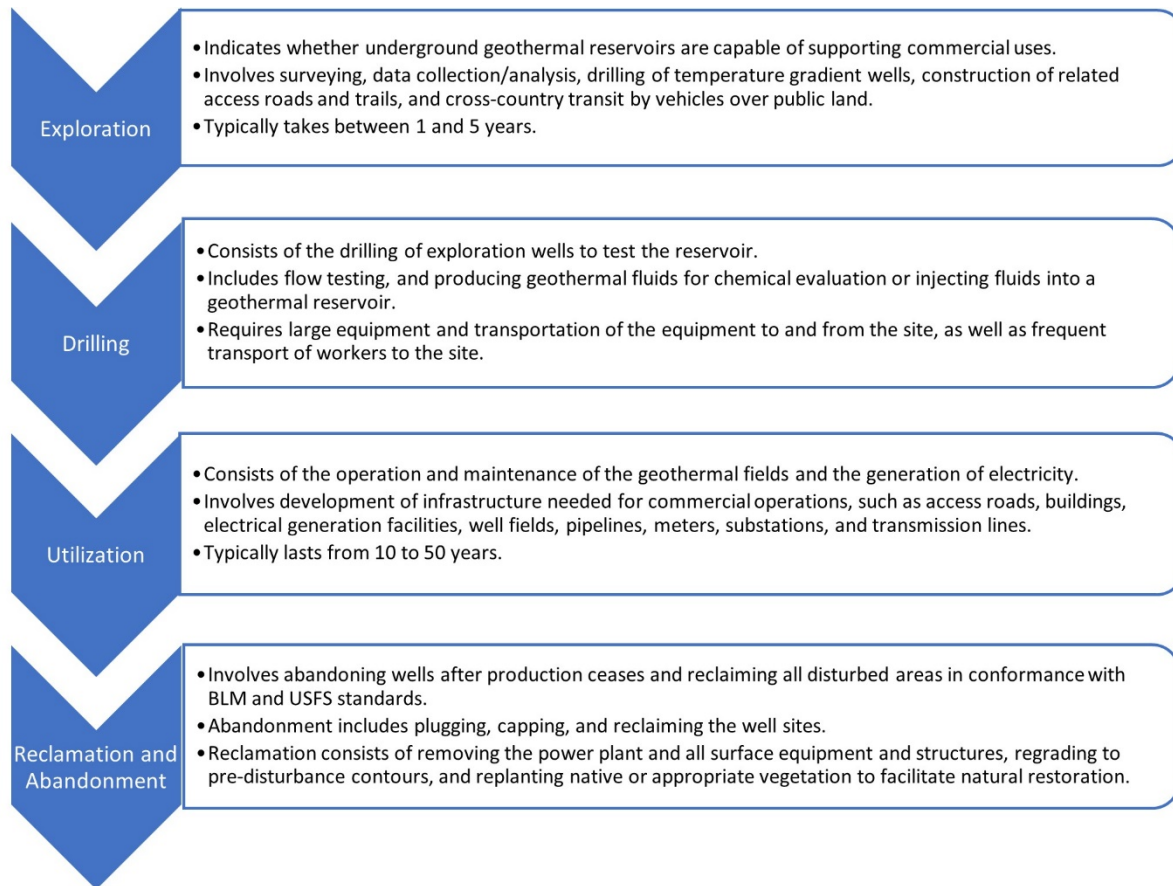 Exploration
•Indicates whether underground geothermal reservoirs are capable of supporting commercial uses.
•Involves surveying, data collection/analysis, drilling of temperature gradient wells, construction of related
access roads and trails, and cross-country transit by vehicles over public land.
•Typically takes between 1 and 5 years.
Drilling
•Consists of the drilling of exploration wells to test the reservoir.
•Includes flow testing, and producing geothermal fluids for chemical evaluation or injecting fluids into a
geothermal reservoir.
•Requires large equipment and transportation of the equipment to and from the site, as well as frequent
transport of workers to the site.
Utilization
•Consists of the operation and maintenance of the geothermal fields and the generation of electricity.
•Involves development of infrastructure needed for commercial operations, such as access roads, buildings,
electrical generation facilities, well fields, pipelines, meters, substations, and transmission lines.
•Typically lasts from 10 to 50 years.
Reclamation and
Abandonment
•Involves abandoning wells after production ceases and reclaiming all disturbed areas in conformance with
BLM and USFS standards.
•Abandonment includes plugging, capping, and reclaiming the well sites.
•Reclamation consists of removing the power plant and all surface equipment and structures, regrading to
pre-disturbance contours, and replanting native or appropriate vegetation to facilitate natural restoration.